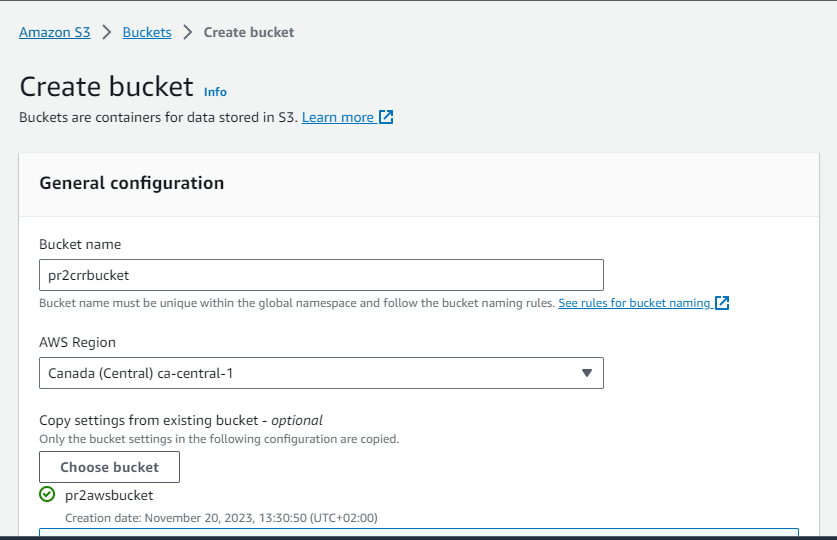 Amazon S3 > Buckets > Create bucket
Create bucket Info
Buckets are containers for data stored in S3. Learn more
General configuration
Bucket name
pr2crrbucket
Bucket name must be unique within the global namespace and follow the bucket naming rules. See rules for bucket naming
AWS Region
Canada (Central) ca-central-1
Copy settings from existing bucket - optional
Only the bucket settings in the following configuration are copied.
Choose bucket
pr2awsbucket
Creation date: November 20, 2023, 13:30:50 (UTC+02:00)